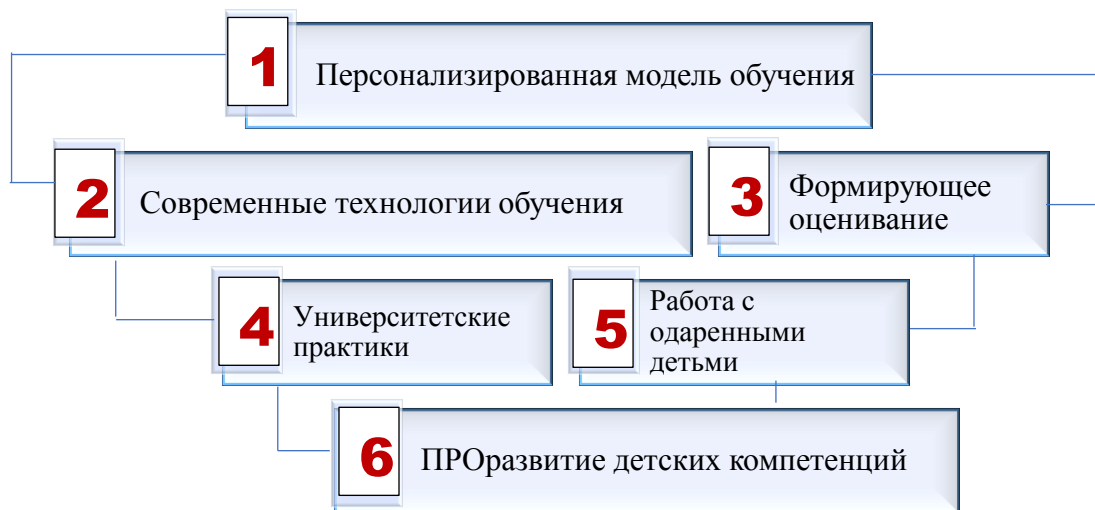 1
Персонализированная модель обучения
2
Современные технологии обучения
3
Формирующее
оценивание
4
Университетские
практики
5
Работа с
одаренными
детьми
6
ПРОразвитие детских компетенций